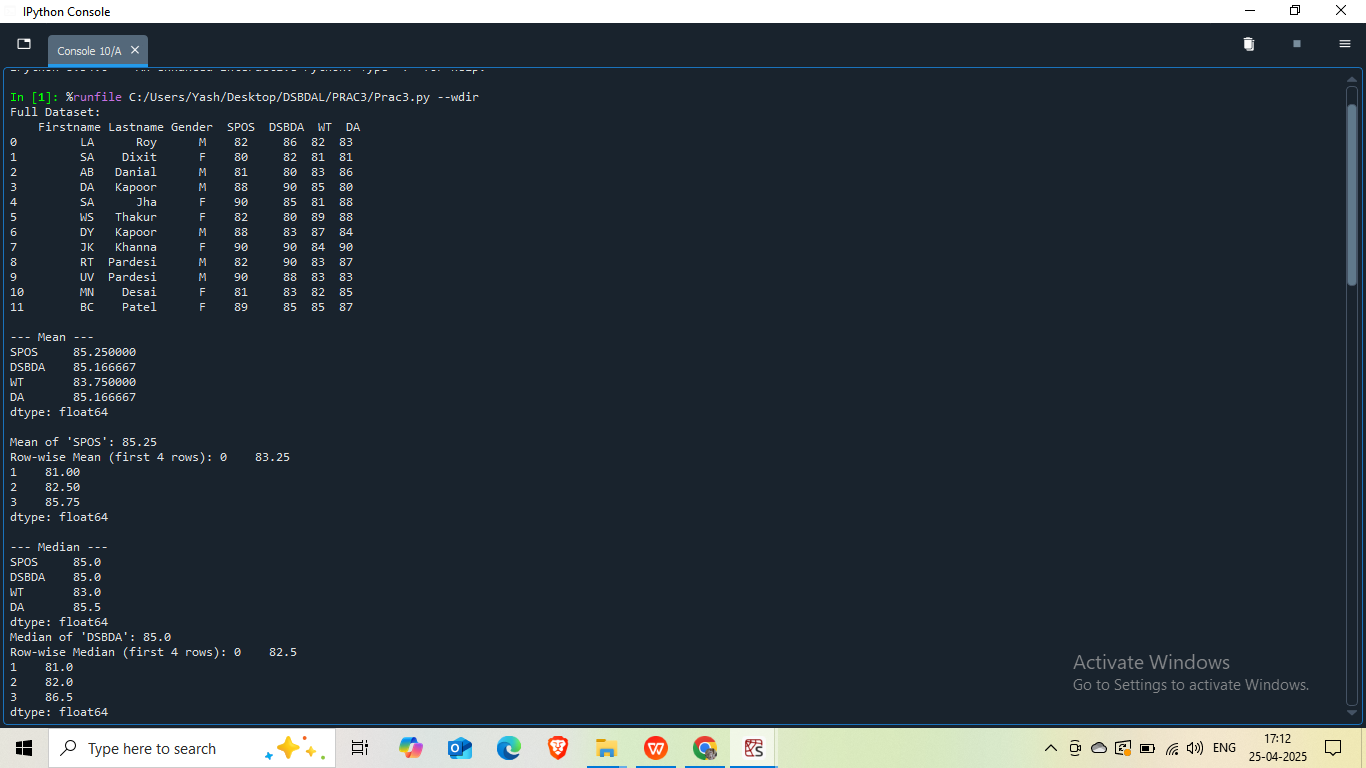 IPython Console
Console 10/A
In [1]: %runfile C:/Users/Yash/Desktop/DSBDAL/PRAC3/Prac3.py --wdir
Full Dataset:
Firstname Lastname Gender SPOS DSBDA WT DA
0 LA Roy M 82 86 82 83
1 SA Dixit F 80 82 81 81
2 AB Danial M 81 80 83 86
3 DA Kapoor M 88 90 85 80
4 SA Jha F 90 85 81 88
5 WS Thakur F 82 80 89 88
6 DY Kapoor M 88 83 87 84
7 JK Khanna F 90 90 84 90
8 RT Pardesi M 82 90 83 87
9 UV Pardesi M 90 88 83 83
10 MN Desai F 81 83 82 85
11 BC Patel F 89 85 85 87
--- Mean ---
SPOS 85.250000
DSBDA 85.166667
WT 83.750000
DA 85.166667
dtype: float64
Mean of 'SPOS': 85.25
Row-wise Mean (first 4 rows): 0 83.25
1 81.00
2 82.50
3 85.75
dtype: float64
--- Median ---
SPOS 85.0
DSBDA 85.0
WT 83.0
DA 85.5
dtype: float64
Median of 'DSBDA': 85.0
Row-wise Median (first 4 rows): 0 82.5
1 81.0
2 82.0
3 86.5
dtype: float64
Activate Windows
Go to Settings to activate Windows.
Type here to search
ENG
17:12
25-04-2025